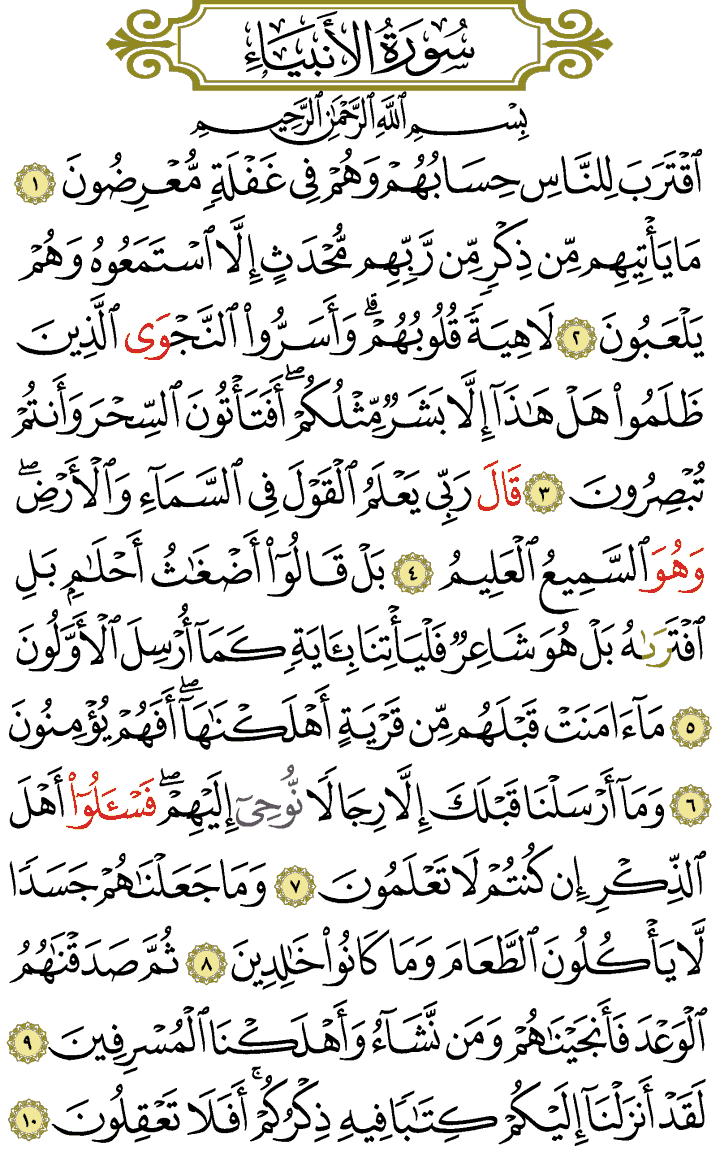 سُورَةُ الأَنبِيَاءِ
بِسْمِ ٱللَّهِ ٱلرَّحْمَٰنِ ٱلرَّحِيمِ
ٱقْتَرَبَ لِلنَّاسِ حِسَابُهُمْ وَهُمْ فِي غَفْلَةٍ مُّعْرِضُونَ ١
مَا يَأْتِيهِم مِّن ذِكْرٍ مِّن رَّبِّهِم مُّحْدَثٍ إِلَّا ٱسْتَمَعُوهُ وَهُمْ
يَلْعَبُونَ ٢ لَاهِيَةً قُلُوبُهُمْ ۗ وَأَسَرُّوا۟ ٱلنَّجْوَى ٱلَّذِينَ
ظَلَمُوا۟ هَلْ هَٰذَآ إِلَّا بَشَرٌ مِّثْلُكُمْ ۖ أَفَتَأْتُونَ ٱلسِّحْرَ وَأَنتُمْ
تُبْصِرُونَ ٣ قَالَ رَبِّي يَعْلَمُ ٱلْقَوْلَ فِي ٱلسَّمَآءِ وَٱلْأَرْضِ ۖ
وَهُوَ ٱلسَّمِيعُ ٱلْعَلِيمُ ٤ بَلْ قَالُوٓا۟ أَضْغَٰثُ أَحْلَٰمٍۭ بَلِ
ٱفْتَرَىٰهُ بَلْ هُوَ شَاعِرٌ فَلْيَأْتِنَا بِـَٔايَةٍ كَمَآ أُرْسِلَ ٱلْأَوَّلُونَ
٥ مَآ ءَامَنَتْ قَبْلَهُم مِّن قَرْيَةٍ أَهْلَكْنَٰهَآ ۖ أَفَهُمْ يُؤْمِنُونَ
٦ وَمَآ أَرْسَلْنَا قَبْلَكَ إِلَّا رِجَالًا نُّوحِيٓ إِلَيْهِمْ ۖ فَسْـَٔلُوٓا۟ أَهْلَ
ٱلذِّكْرِ إِن كُنتُمْ لَا تَعْلَمُونَ ٧ وَمَا جَعَلْنَٰهُمْ جَسَدًا
لَّا يَأْكُلُونَ ٱلطَّعَامَ وَمَا كَانُوا۟ خَٰلِدِينَ ٨ ثُمَّ صَدَقْنَٰهُمُ
ٱلْوَعْدَ فَأَنجَيْنَٰهُمْ وَمَن نَّشَآءُ وَأَهْلَكْنَا ٱلْمُسْرِفِينَ ٩
لَقَدْ أَنزَلْنَآ إِلَيْكُمْ كِتَٰبًا فِيهِ ذِكْرُكُمْ ۚ أَفَلَا تَعْقِلُونَ ١٠